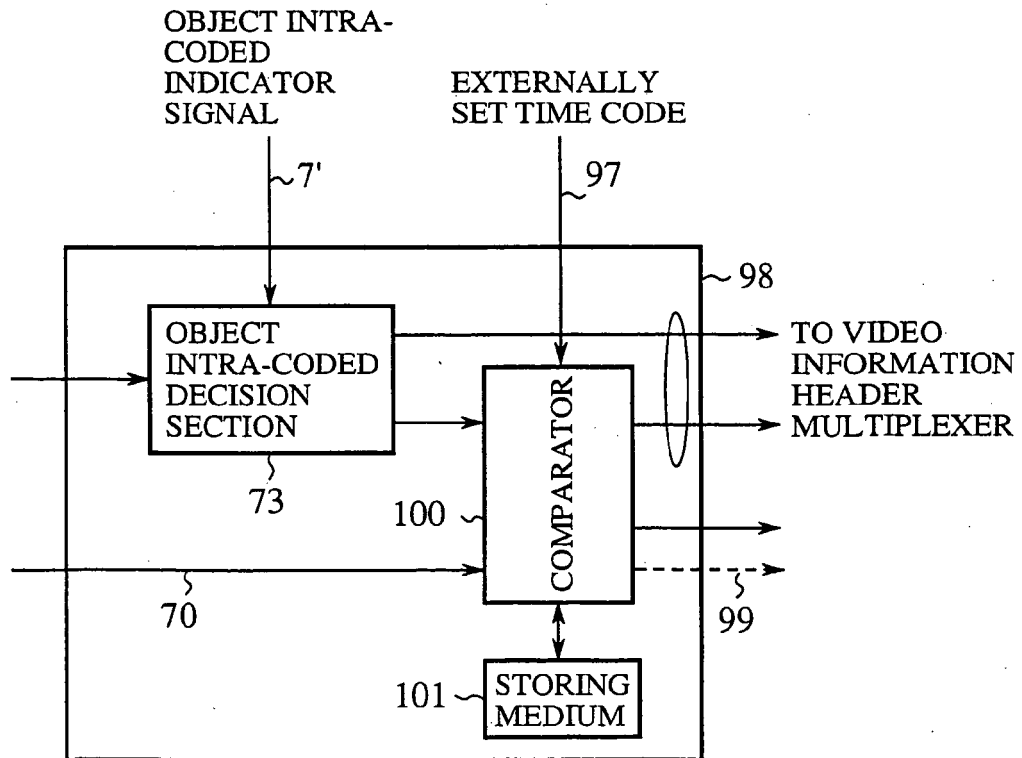 OBJECT INTRA-
CODED
INDICATOR
SIGNAL
EXTERNALLY
SET TIME CODE
7'
97
98
OBJECT
INTRA-CODED
DECISION
SECTION
TO VIDEO
INFORMATION
HEADER
MULTIPLEXER
73
COMPARATOR
100
70
99
101
STORING
MEDIUM